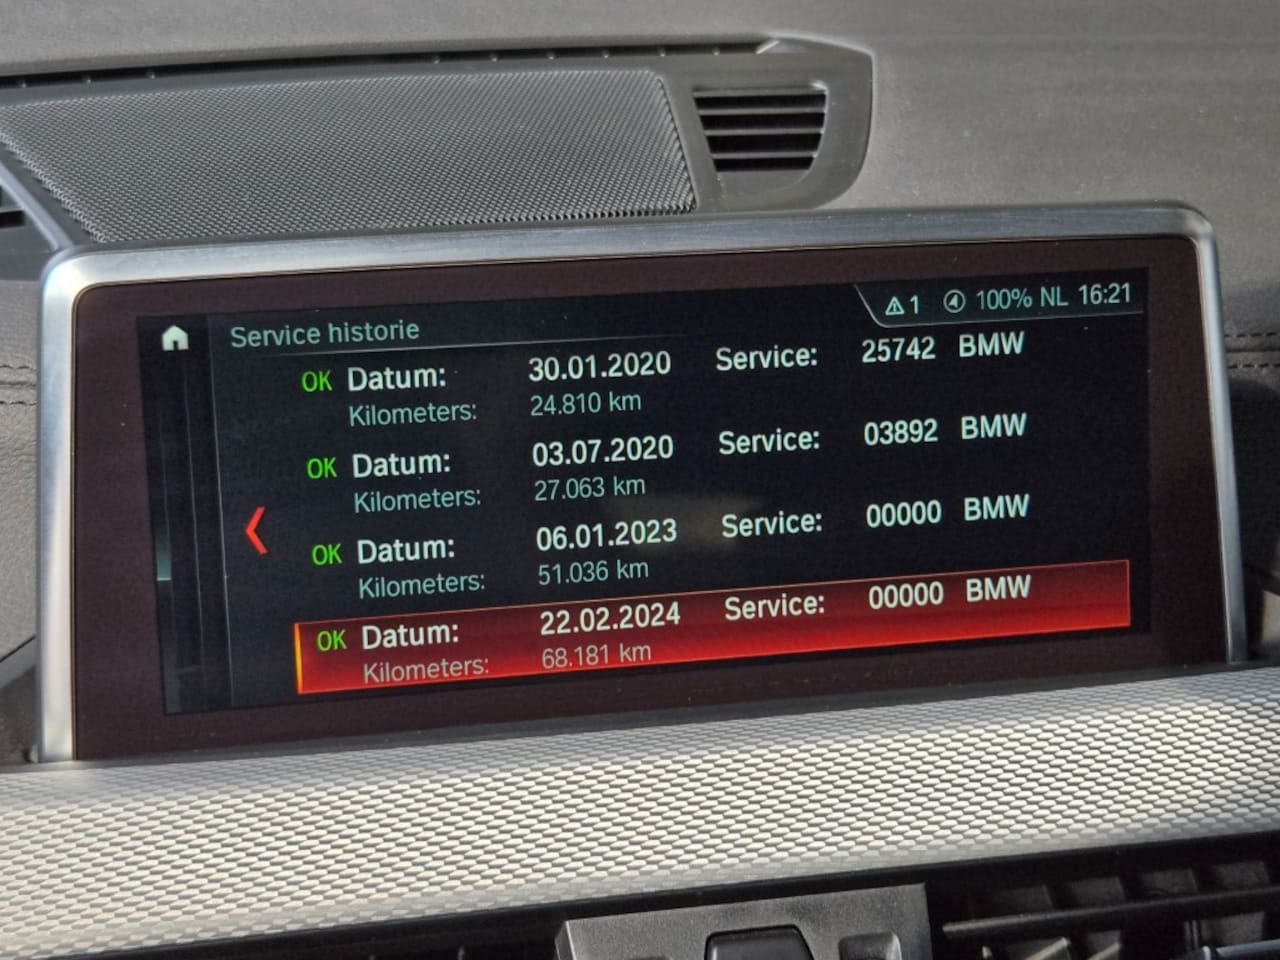 Service historie
1 100% NL 16:21
OK Datum: 30.01.2020 Service: 25742 BMW
Kilometers: 24.810 km
OK Datum: 03.07.2020 Service: 03892 BMW
Kilometers: 27.063 km
OK Datum: 06.01.2023 Service: 00000 BMW
Kilometers: 51.036 km
OK Datum: 22.02.2024 Service: 00000 BMW
Kilometers: 68.181 km